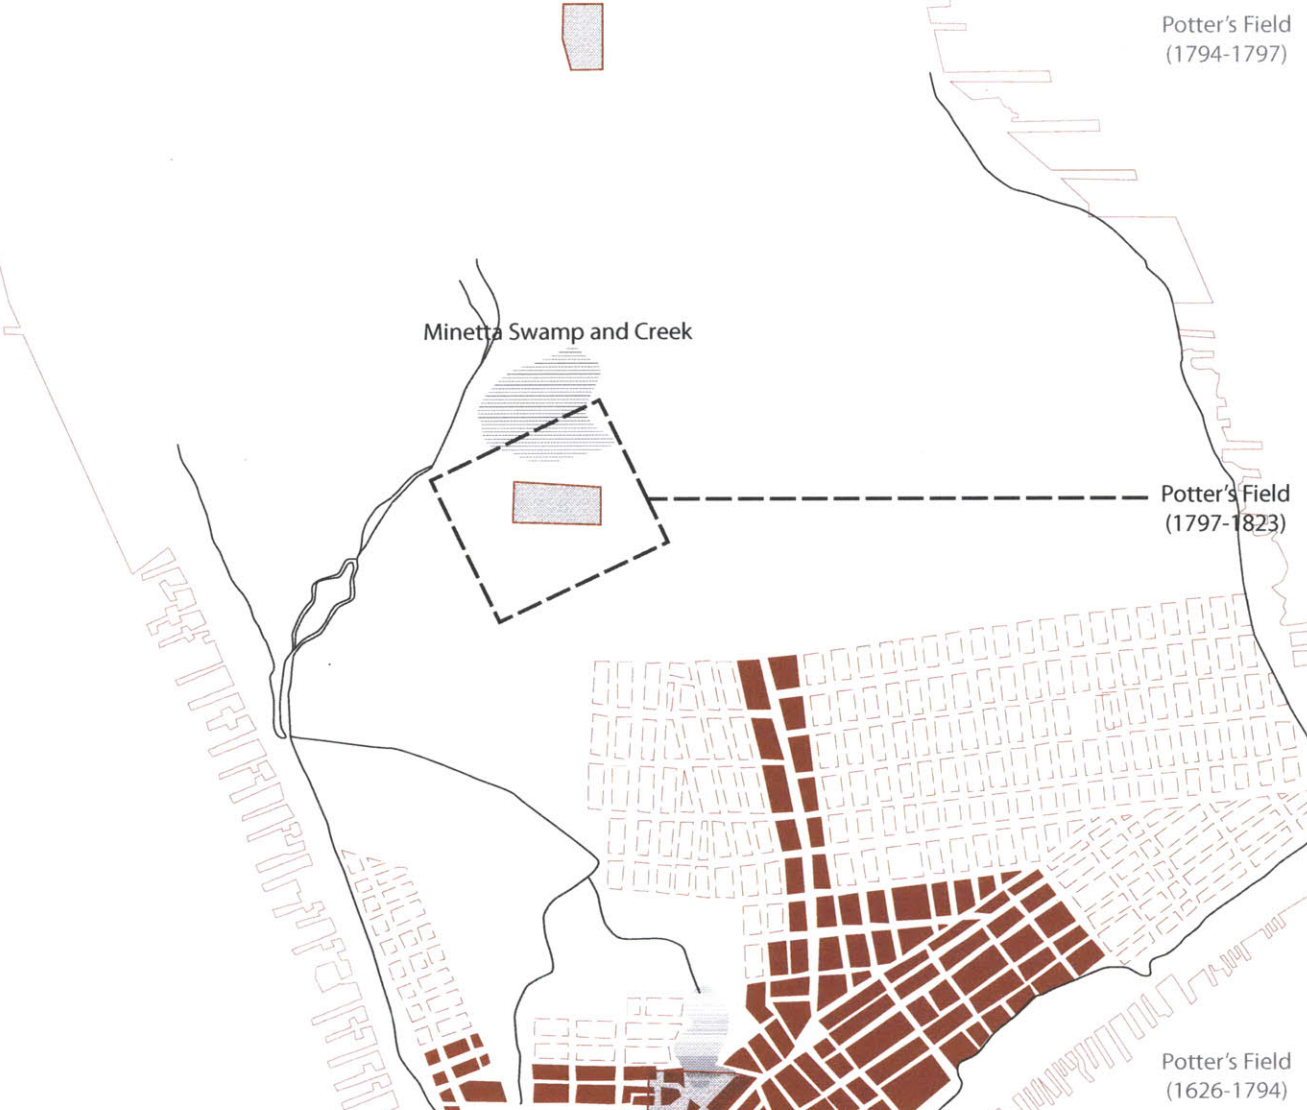 Potter's Field
(1794-1797)
Minetta Swamp and Creek
Potter's Field
(1797-1823)
Potter's Field
(1626-1794)